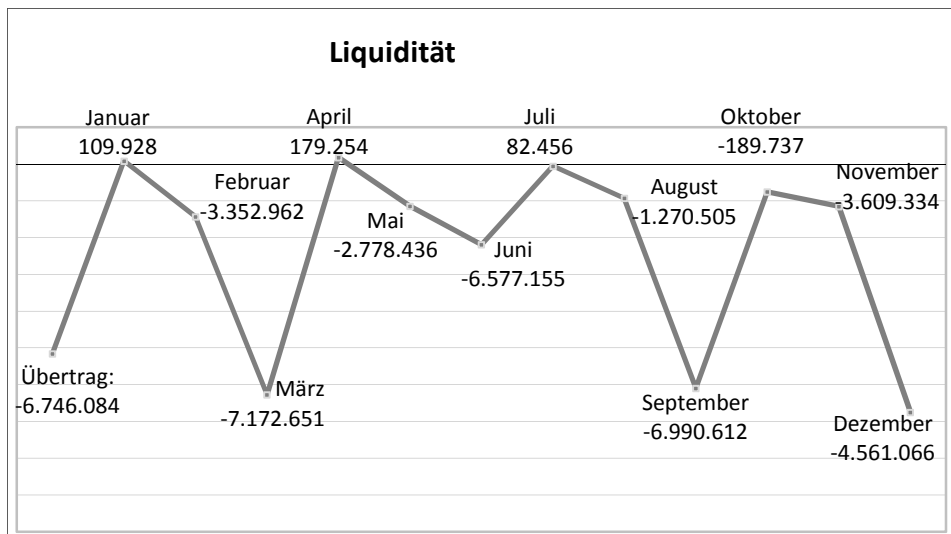 Liquidität
Übertrag:
-6.746.084
Januar
109.928
Februar
-3.352.962
März
-7.172.651
April
179.254
Mai
-2.778.436
Juni
-6.577.155
Juli
82.456
August
-1.270.505
September
-6.990.612
Oktober
-189.737
November
-3.609.334
Dezember
-4.561.066